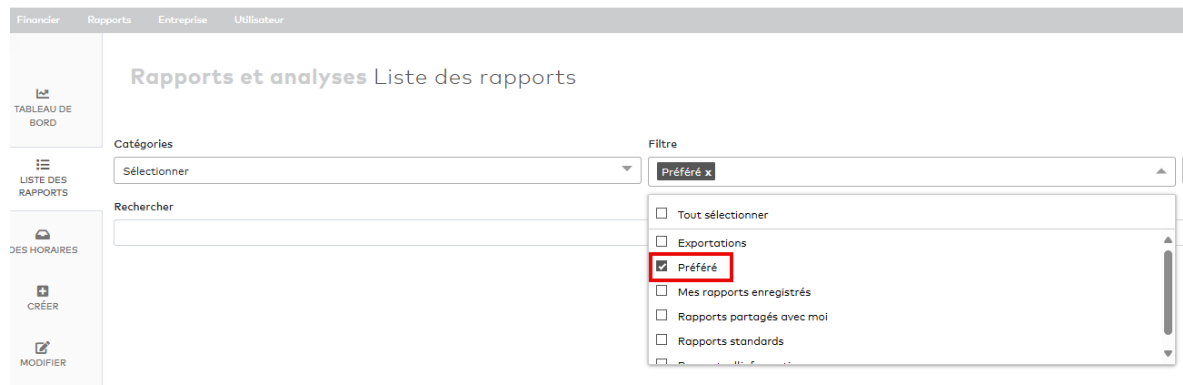 Financier Rapports Entreprise Utilisateur
Rapports et analyses Liste des rapports
TABLEAU DE
BORD
LISTE DES
RAPPORTS
DES HORAIRES
CRÉER
MODIFIER
Catégories
Sélectionner
Rechercher
Filtre
Préféré x
Tout sélectionner
Exportations
Préféré
Mes rapports enregistrés
Rapports partagés avec moi
Rapports standards